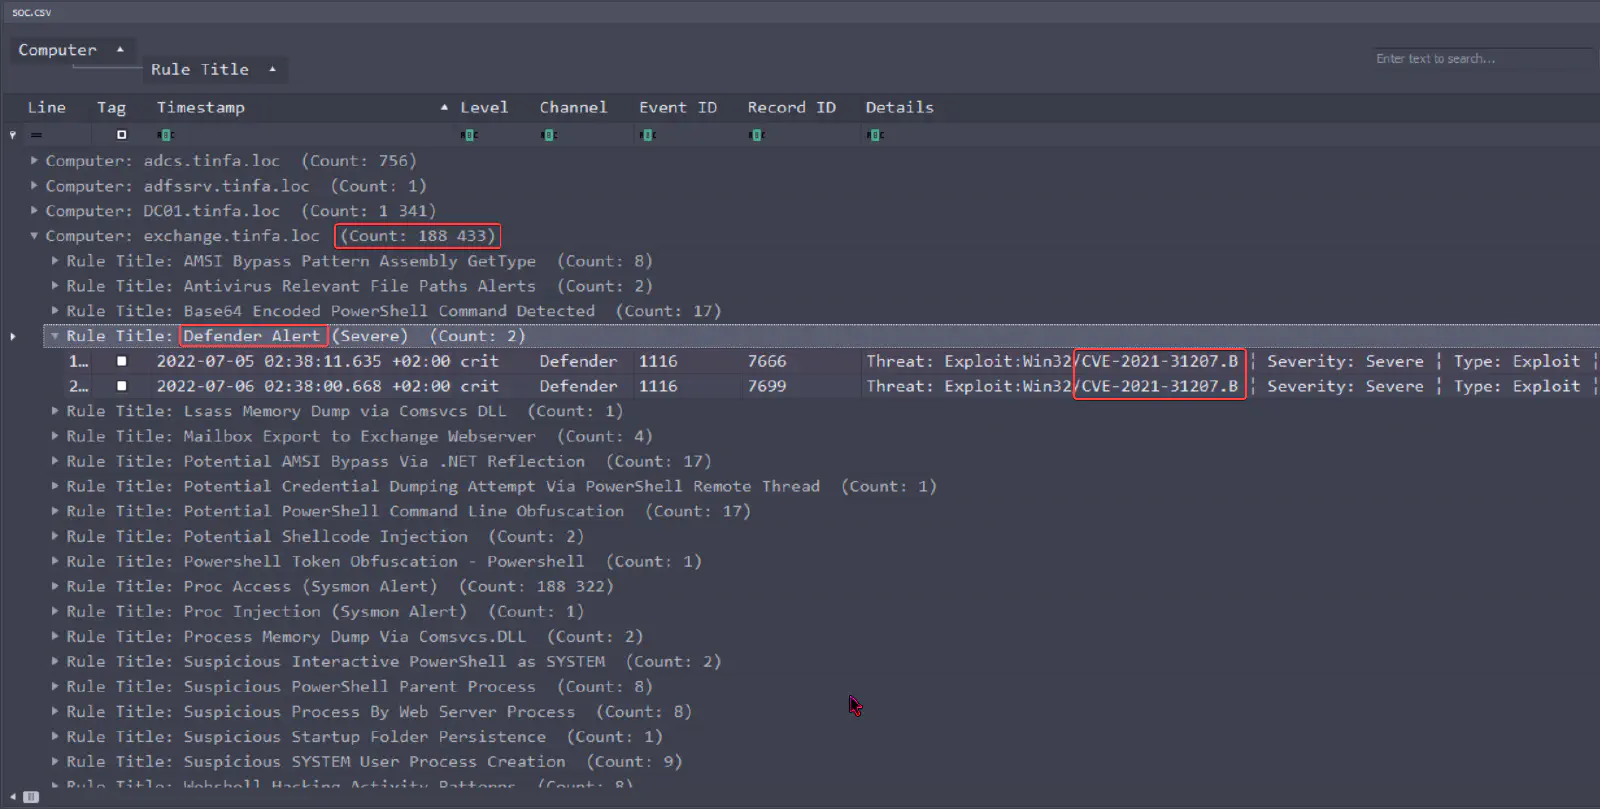 soc.csv
Computer
Rule Title
Enter text to search...
Line Tag Timestamp Level Channel Event ID Record ID Details
Computer: adcs.tinfa.loc (Count: 756)
Computer: adfssrv.tinfa.loc (Count: 1)
Computer: DC01.tinfa.loc (Count: 1 341)
Computer: exchange.tinfa.loc (Count: 188 433)
Rule Title: AMSI Bypass Pattern Assembly GetType (Count: 8)
Rule Title: Antivirus Relevant File Paths Alerts (Count: 2)
Rule Title: Base64 Encoded PowerShell Command Detected (Count: 17)
Rule Title: Defender Alert (Severe) (Count: 2)
1… 2022-07-05 02:38:11.635 +02:00 crit Defender 1116 7666 Threat: Exploit:Win32/CVE-2021-31207.B ¦ Severity: Severe ¦ Type: Exploit ¦
2… 2022-07-06 02:38:00.668 +02:00 crit Defender 1116 7699 Threat: Exploit:Win32/CVE-2021-31207.B ¦ Severity: Severe ¦ Type: Exploit ¦
Rule Title: Lsass Memory Dump via Comsvcs DLL (Count: 1)
Rule Title: Mailbox Export to Exchange Webserver (Count: 4)
Rule Title: Potential AMSI Bypass Via .NET Reflection (Count: 17)
Rule Title: Potential Credential Dumping Attempt Via PowerShell Remote Thread (Count: 1)
Rule Title: Potential PowerShell Command Line Obfuscation (Count: 17)
Rule Title: Potential Shellcode Injection (Count: 2)
Rule Title: Powershell Token Obfuscation - Powershell (Count: 1)
Rule Title: Proc Access (Sysmon Alert) (Count: 188 322)
Rule Title: Proc Injection (Sysmon Alert) (Count: 1)
Rule Title: Process Memory Dump Via Comsvcs.DLL (Count: 2)
Rule Title: Suspicious Interactive PowerShell as SYSTEM (Count: 2)
Rule Title: Suspicious PowerShell Parent Process (Count: 8)
Rule Title: Suspicious Process By Web Server Process (Count: 8)
Rule Title: Suspicious Startup Folder Persistence (Count: 1)
Rule Title: Suspicious SYSTEM User Process Creation (Count: 9)
Rule Title: Webshell Hacking Activity Patterns (Count: 8)